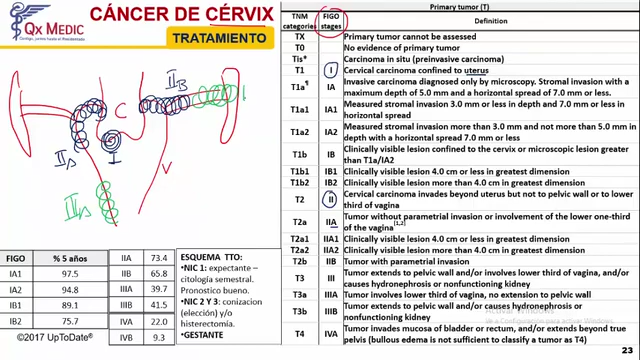 Qx MEDIC
Código, jurada hasta el Residentado
CÁNCER DE CÉRVIX
TRATAMIENTO
II B
C
II A
I
V
III A
FIGO % 5 años
IA1 97.5
IA2 94.8
IB1 89.1
IB2 75.7
IIA 73.4
IIB 65.8
IIIA 39.7
IIIB 41.5
IVA 22.0
IVB 9.3
©2017 UpToDate®
ESQUEMA TTO:
•NIC 1: expectante –
citología semestral.
Pronostico bueno.
•NIC 2 Y 3: conizacion
(elección) y/o
histerectomía.
•GESTANTE
Primary tumor (T)
TNM categories FIGO stages Definition
TX Primary tumor cannot be assessed
T0 No evidence of primary tumor
Tis* Carcinoma in situ (preinvasive carcinoma)
T1 I Cervical carcinoma confined to uterus
T1a¶ IA Invasive carcinoma diagnosed only by microscopy. Stromal invasion with a
maximum depth of 5.0 mm and a horizontal spread of 7.0 mm or less.
T1a1 IA1 Measured stromal invasion 3.0 mm or less in depth and 7.0 mm or less in
horizontal spread
T1a2 IA2 Measured stromal invasion more than 3.0 mm and not more than 5.0 mm in
depth with a horizontal spread 7.0 mm or less
T1b IB Clinically visible lesion confined to the cervix or microscopic lesion greater
than T1a/IA2
T1b1 IB1 Clinically visible lesion 4.0 cm or less in greatest dimension
T1b2 IB2 Clinically visible lesion more than 4.0 cm in greatest dimension
T2 II Cervical carcinoma invades beyond uterus but not to pelvic wall or to lower
third of vagina
T2a IIA Tumor without parametrial invasion or involvement of the lower one-third
of the vagina
T2a1 IIA1 Clinically visible lesion 4.0 cm or less in greatest dimension
T2a2 IIA2 Clinically visible lesion more than 4.0 cm in greatest dimension
T2b IIB Tumor with parametrial invasion
T3 III Tumor extends to pelvic wall and/or involves lower third of vagina, and/or
causes hydronephrosis or nonfunctioning kidney
T3a IIIA Tumor involves lower third of vagina, no extension to pelvic wall
T3b IIIB Tumor extends to pelvic wall and/or causes hydronephrosis or
nonfunctioning kidney
T4 IVA Tumor invades mucosa of bladder or rectum, and/or extends beyond true
pelvis (bullous edema is not sufficient to classify a tumor as T4)
Activar Windows
Ve a Configuración para activar Windows.
23